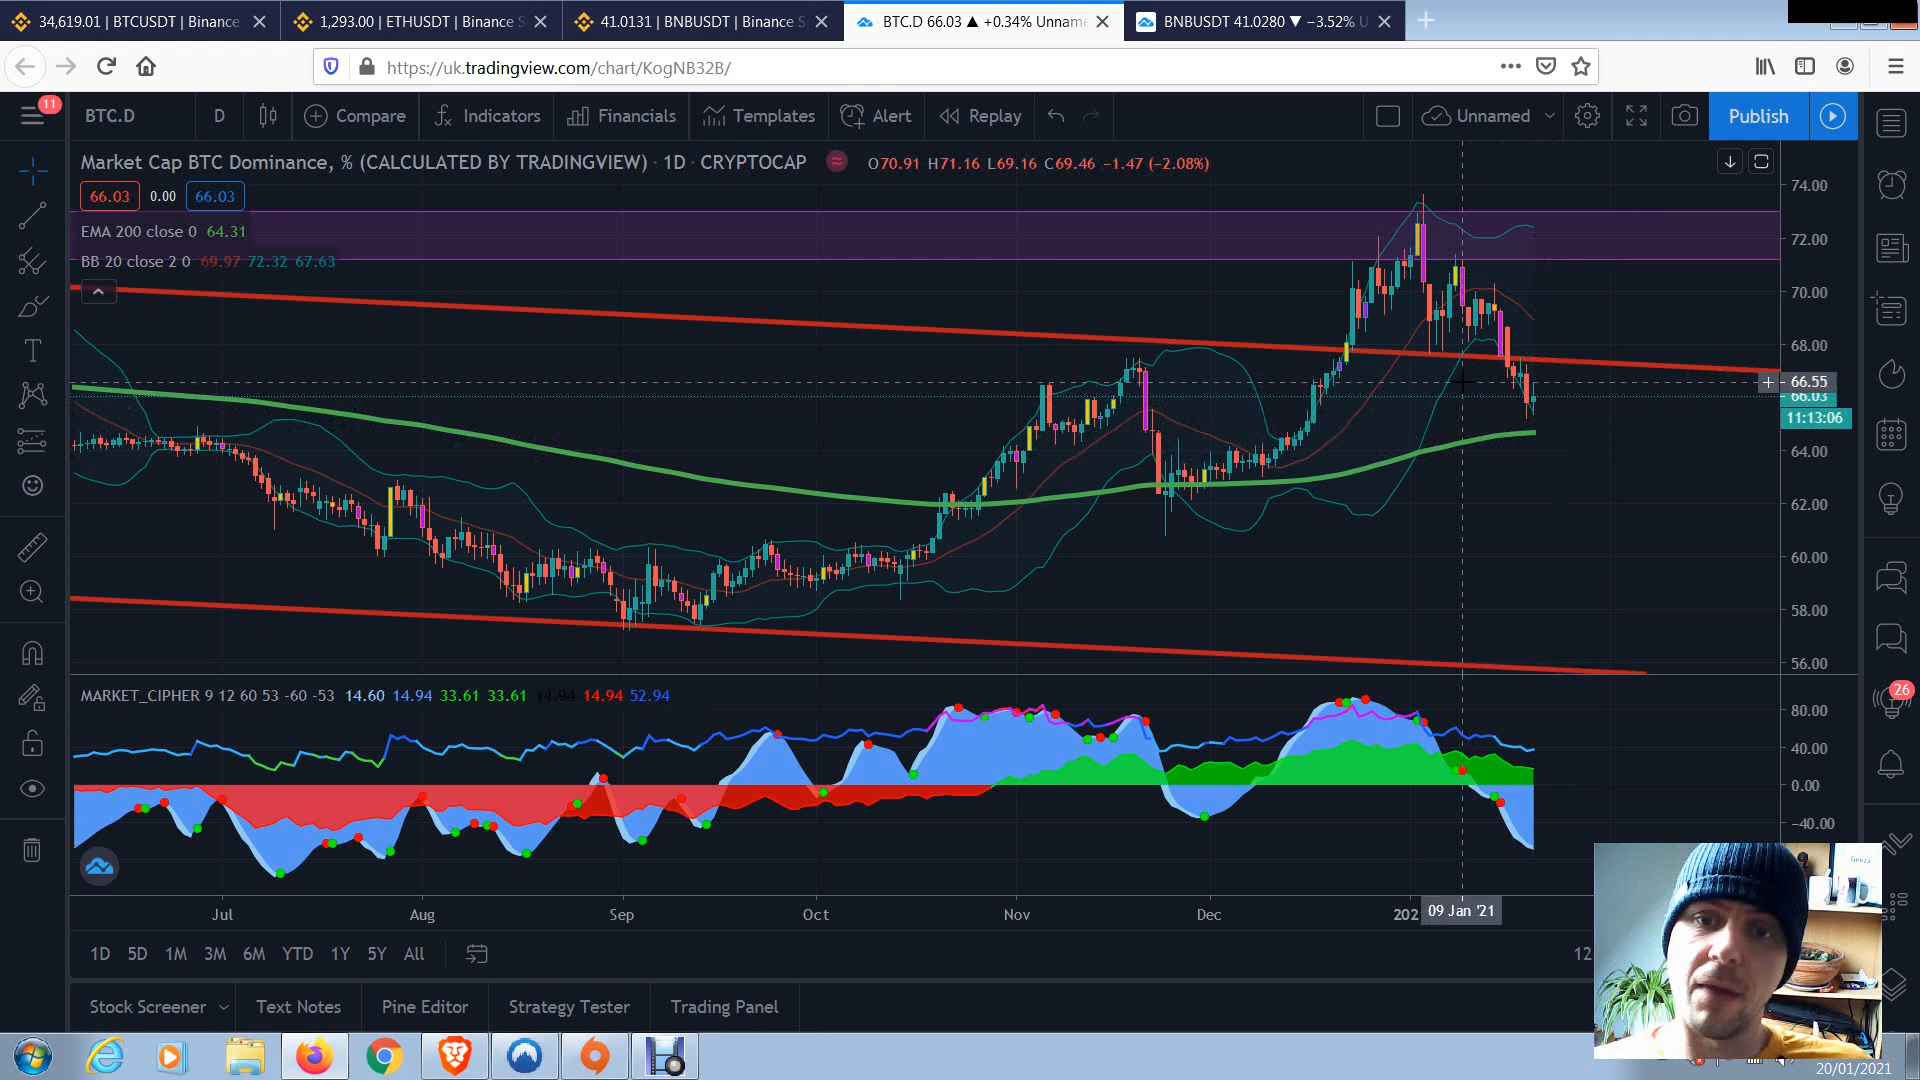 34,619.01 | BTCUSDT | Binance
1,293.00 | ETHUSDT | Binance S
41.0131 | BNBUSDT | Binance S
BTC.D 66.03 ▲ +0.34% Unnam
BNBUSDT 41.0280 ▼ −3.52% U
https://uk.tradingview.com/chart/KogNB32B/
11
BTC.D
D
Compare
Indicators
Financials
Templates
Alert
Replay
Unnamed
Publish
Market Cap BTC Dominance, % (CALCULATED BY TRADINGVIEW) · 1D · CRYPTOCAP
O70.91 H71.16 L69.16 C69.46 −1.47 (−2.08%)
66.03 0.00 66.03
EMA 200 close 0 64.31
BB 20 close 2 0 69.97 72.32 67.63
74.00
72.00
70.00
68.00
66.55
66.03
11:13:06
64.00
62.00
60.00
58.00
56.00
MARKET_CIPHER 9 12 60 53 -60 -53 14.60 14.94 33.61 33.61 14.94 14.94 52.94
26
80.00
40.00
0.00
−40.00
Jul
Aug
Sep
Oct
Nov
Dec
202
09 Jan '21
1D 5D 1M 3M 6M YTD 1Y 5Y All
12
Stock Screener
Text Notes
Pine Editor
Strategy Tester
Trading Panel
Geeza
20/01/2021